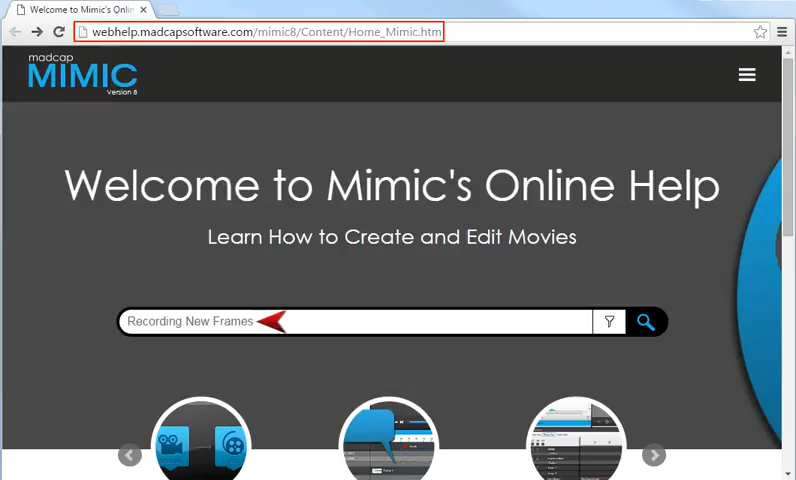 Welcome to Mimic's Onlin
webhelp.madcapsoftware.com/mimic8/Content/Home_Mimic.htm
madcap
MIMIC
Version 8
Welcome to Mimic's Online Help
Learn How to Create and Edit Movies
Recording New Frames